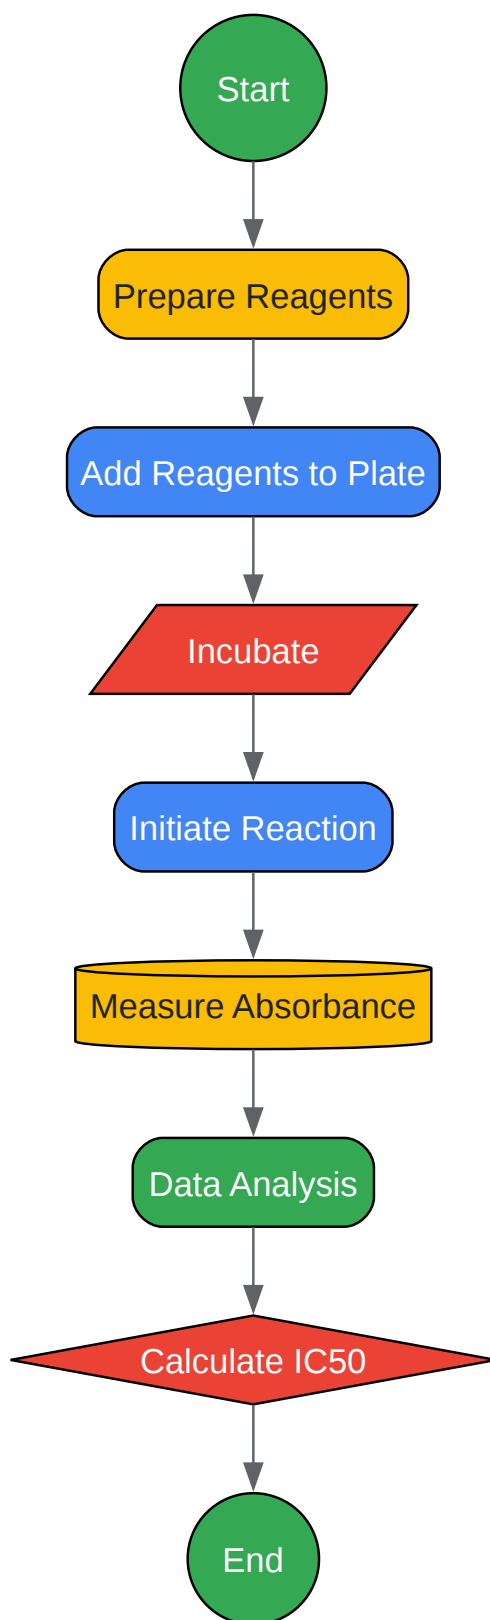 Start
Prepare Reagents
Add Reagents to Plate
Incubate
Initiate Reaction
Measure Absorbance
Data Analysis
Calculate IC50
End